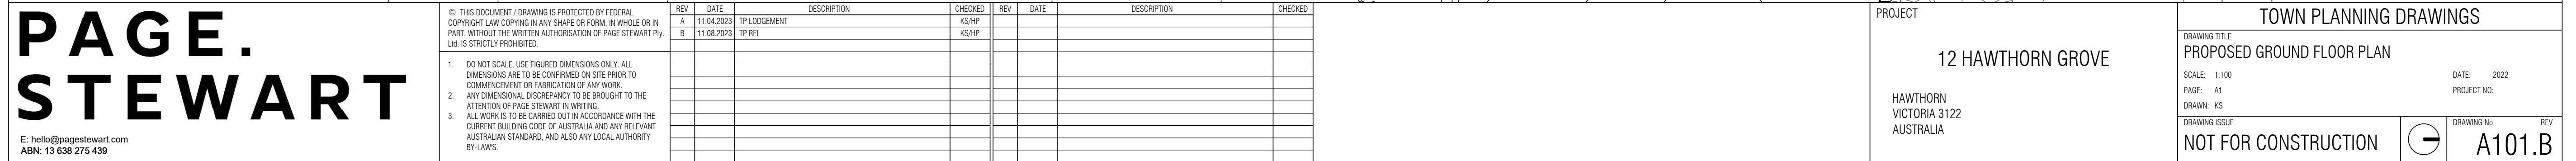 PAGE.
STEWART
E: hello@pagestewart.com
ABN: 13 638 275 439
© THIS DOCUMENT / DRAWING IS PROTECTED BY FEDERAL
COPYRIGHT LAW COPYING IN ANY SHAPE OR FORM, IN WHOLE OR IN
PART, WITHOUT THE WRITTEN AUTHORISATION OF PAGE STEWART Pty.
Ltd. IS STRICTLY PROHIBITED.
1. DO NOT SCALE, USE FIGURED DIMENSIONS ONLY. ALL
DIMENSIONS ARE TO BE CONFIRMED ON SITE PRIOR TO
COMMENCEMENT OR FABRICATION OF ANY WORK.
2. ANY DIMENSIONAL DISCREPANCY TO BE BROUGHT TO THE
ATTENTION OF PAGE STEWART IN WRITING.
3. ALL WORK IS TO BE CARRIED OUT IN ACCORDANCE WITH THE
CURRENT BUILDING CODE OF AUSTRALIA AND ANY RELEVANT
AUSTRALIAN STANDARD, AND ALSO ANY LOCAL AUTHORITY
BY-LAW'S.
REV DATE DESCRIPTION CHECKED REV DATE DESCRIPTION CHECKED
A 11.04.2023 TP LODGEMENT KS/HP
B 11.08.2023 TP RFI KS/HP
PROJECT
12 HAWTHORN GROVE
HAWTHORN
VICTORIA 3122
AUSTRALIA
TOWN PLANNING DRAWINGS
DRAWING TITLE
PROPOSED GROUND FLOOR PLAN
SCALE: 1:100 DATE: 2022
PAGE: A1 PROJECT NO:
DRAWN: KS
DRAWING ISSUE DRAWING No REV
NOT FOR CONSTRUCTION A101.B